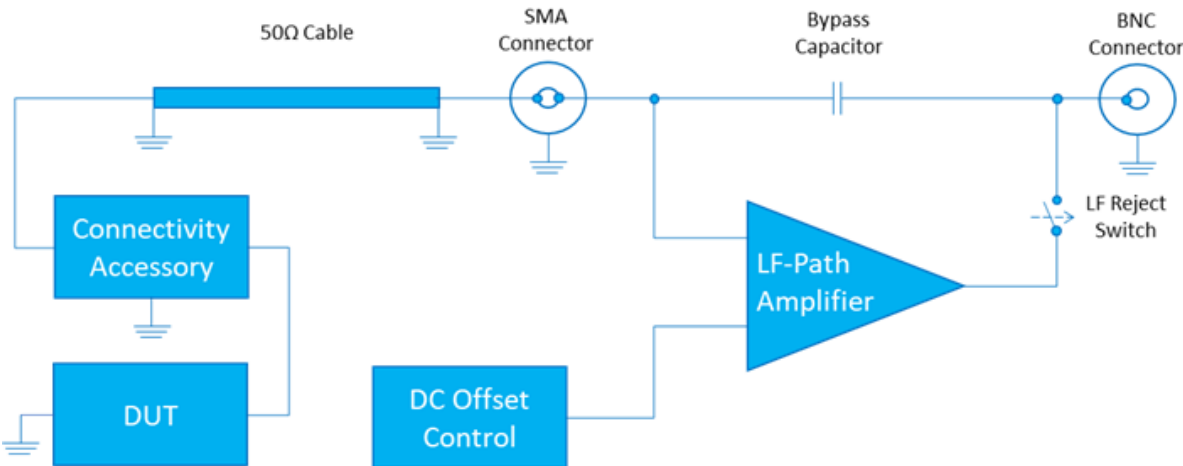 50Ω Cable
SMA
Connector
Bypass
Capacitor
BNC
Connector
Connectivity
Accessory
LF-Path
Amplifier
LF Reject
Switch
DUT
DC Offset
Control